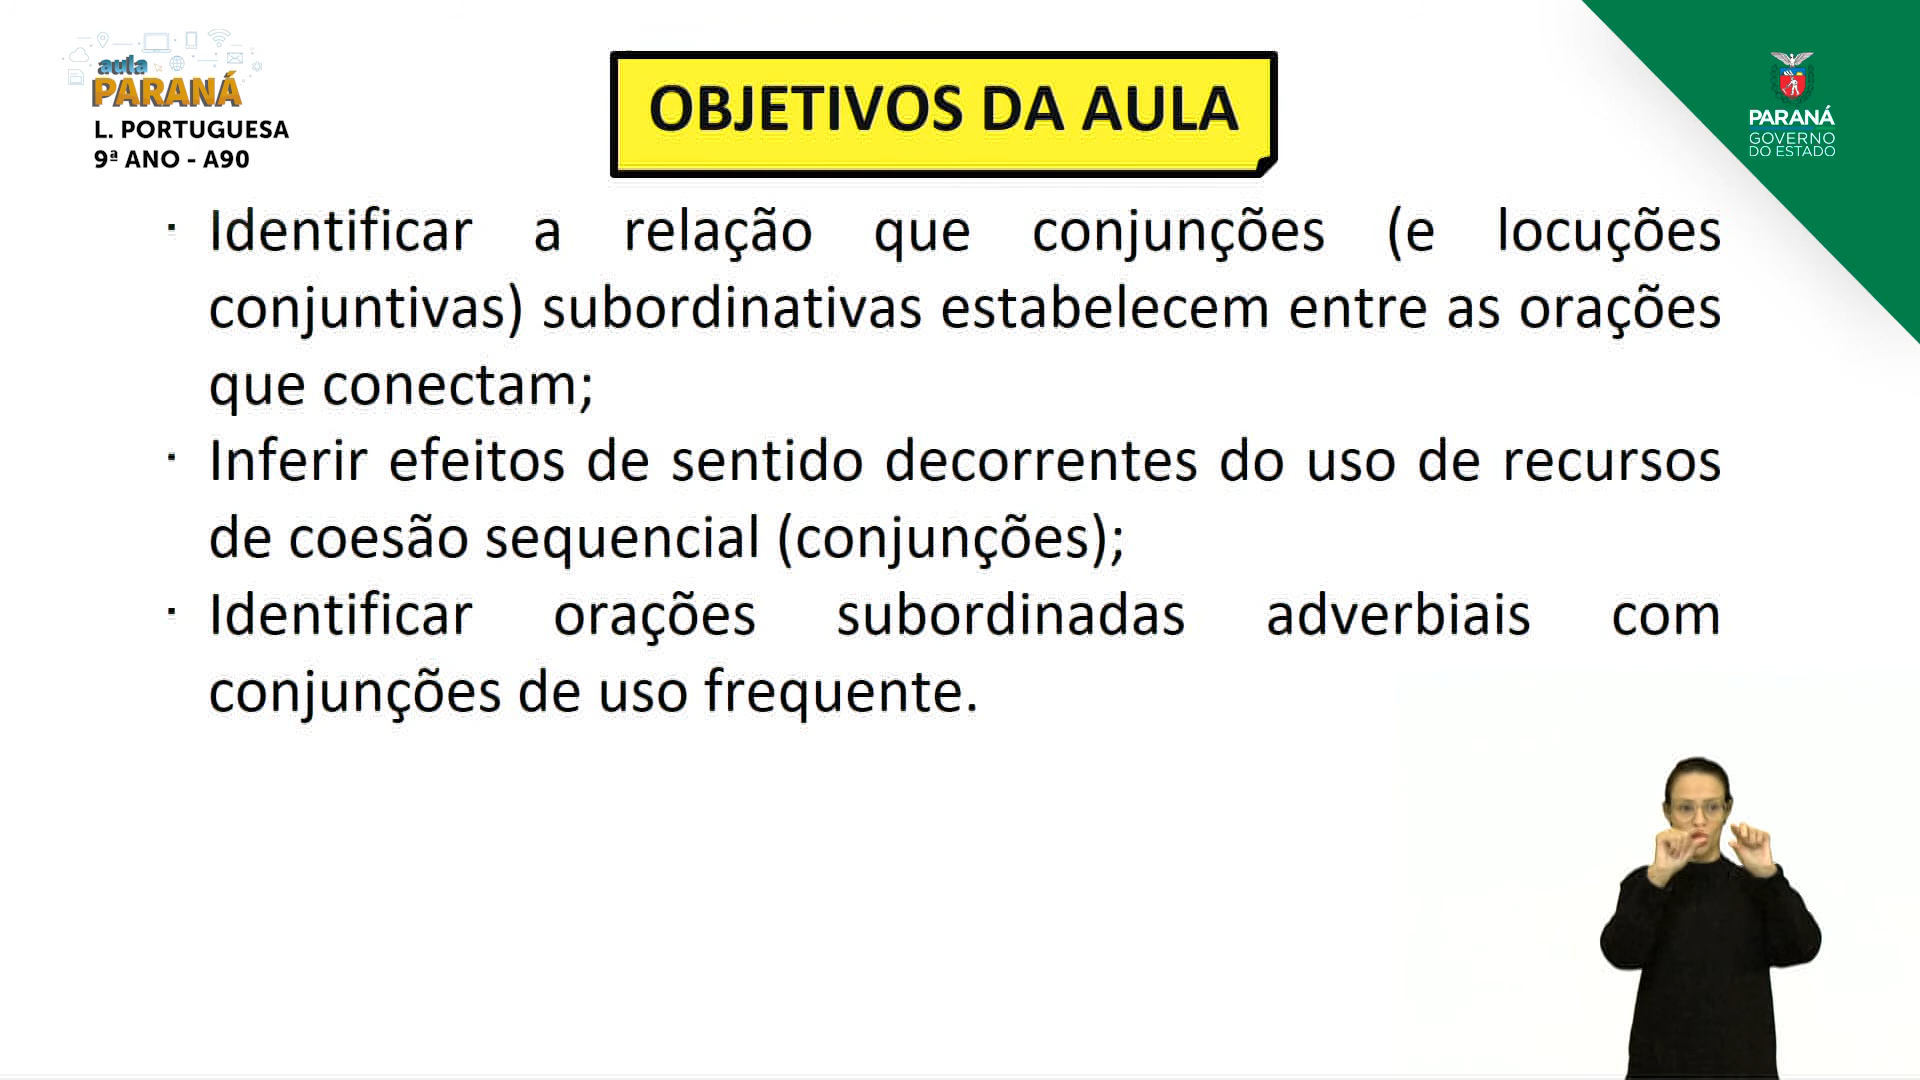 aula
PARANÁ
L. PORTUGUESA
9ª ANO - A90
OBJETIVOS DA AULA
PARANÁ
GOVERNO
DO ESTADO
· Identificar a relação que conjunções (e locuções
conjuntivas) subordinativas estabelecem entre as orações
que conectam;
· Inferir efeitos de sentido decorrentes do uso de recursos
de coesão sequencial (conjunções);
· Identificar orações subordinadas adverbiais com
conjunções de uso frequente.